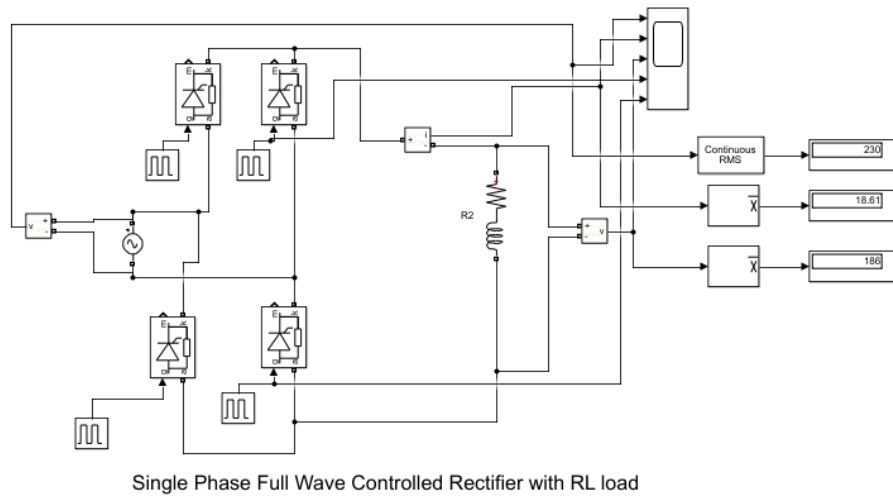 Continuous
RMS
230
18.61
186
R2
X
X
v
+
-
+
i
-
+
v
-
Single Phase Full Wave Controlled Rectifier with RL load